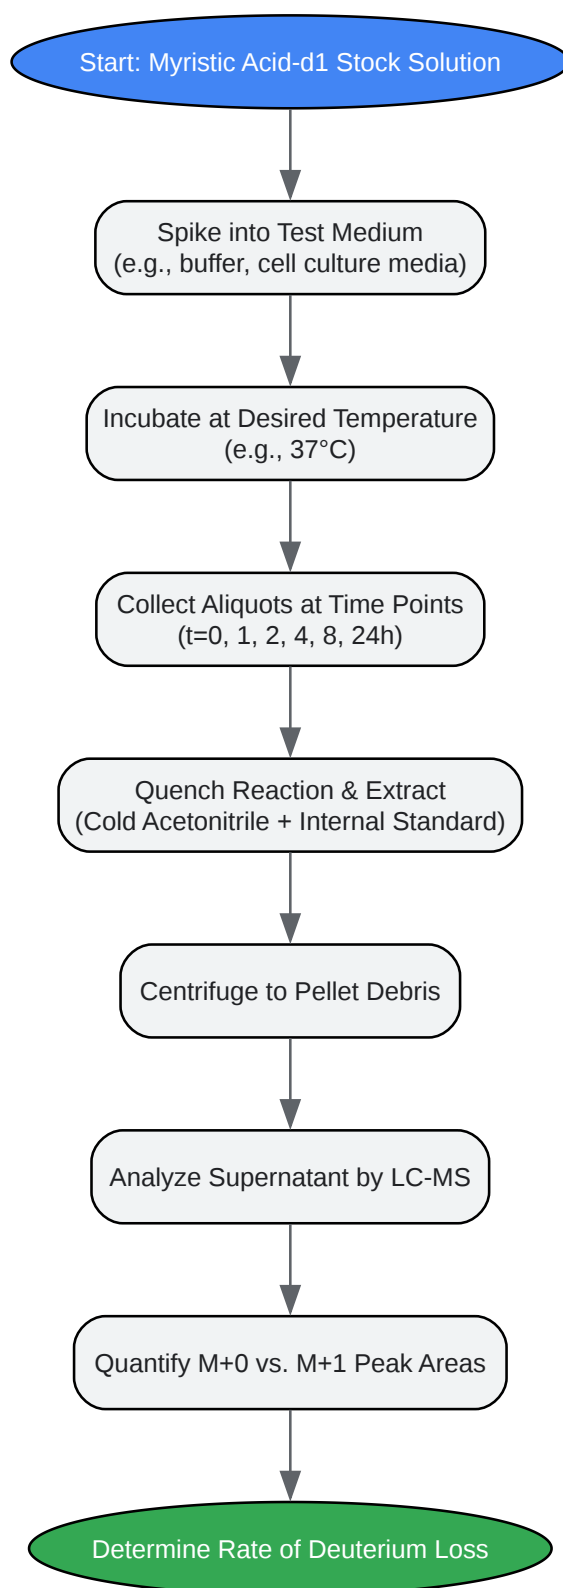 Start: Myristic Acid-d1 Stock Solution
Spike into Test Medium
(e.g., buffer, cell culture media)
Incubate at Desired Temperature
(e.g., 37°C)
Collect Aliquots at Time Points
(t=0, 1, 2, 4, 8, 24h)
Quench Reaction & Extract
(Cold Acetonitrile + Internal Standard)
Centrifuge to Pellet Debris
Analyze Supernatant by LC-MS
Quantify M+0 vs. M+1 Peak Areas
Determine Rate of Deuterium Loss